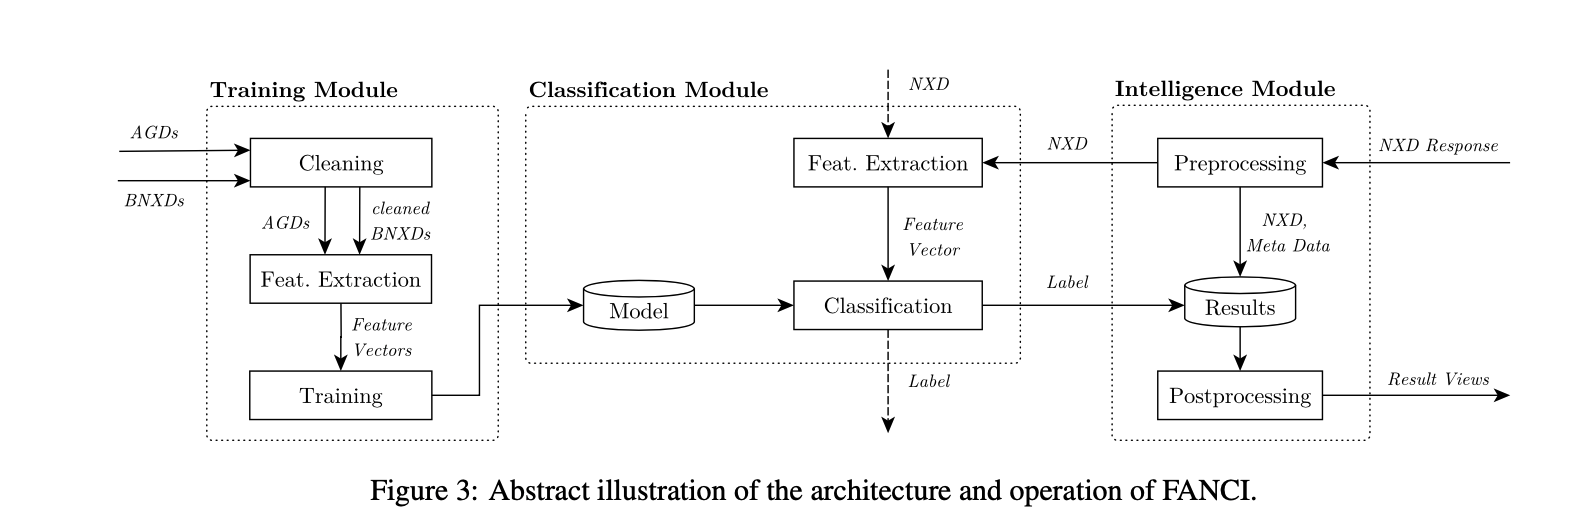 Training Module
AGDs
BNXDs
Cleaning
AGDs
cleaned
BNXDs
Feat. Extraction
Feature
Vectors
Training
Classification Module
NXD
Feat. Extraction
Feature
Vector
Model
Classification
Label
NXD
Label
Intelligence Module
NXD Response
Preprocessing
NXD,
Meta Data
Results
Postprocessing
Result Views
Figure 3: Abstract illustration of the architecture and operation of FANCI.